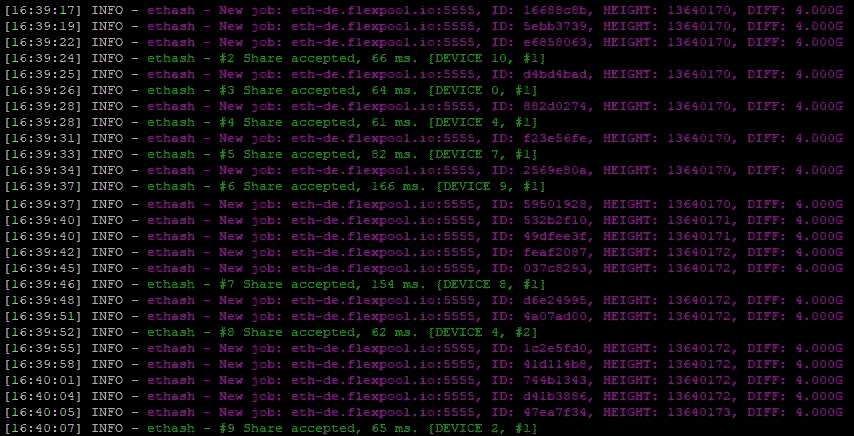 [16:39:17] INFO - ethash - New job: eth-de.flexpool.io:5555, ID: 16688c8b, HEIGHT: 13640170, DIFF: 4.000G
[16:39:19] INFO - ethash - New job: eth-de.flexpool.io:5555, ID: 5ebb3739, HEIGHT: 13640170, DIFF: 4.000G
[16:39:22] INFO - ethash - New job: eth-de.flexpool.io:5555, ID: e6858063, HEIGHT: 13640170, DIFF: 4.000G
[16:39:24] INFO - ethash - #2 Share accepted, 66 ms. [DEVICE 10, #1]
[16:39:25] INFO - ethash - New job: eth-de.flexpool.io:5555, ID: d4bd4bad, HEIGHT: 13640170, DIFF: 4.000G
[16:39:26] INFO - ethash - #3 Share accepted, 64 ms. [DEVICE 0, #1]
[16:39:28] INFO - ethash - New job: eth-de.flexpool.io:5555, ID: 882d0274, HEIGHT: 13640170, DIFF: 4.000G
[16:39:28] INFO - ethash - #4 Share accepted, 61 ms. [DEVICE 4, #1]
[16:39:31] INFO - ethash - New job: eth-de.flexpool.io:5555, ID: f23e56fe, HEIGHT: 13640170, DIFF: 4.000G
[16:39:33] INFO - ethash - #5 Share accepted, 82 ms. [DEVICE 7, #1]
[16:39:34] INFO - ethash - New job: eth-de.flexpool.io:5555, ID: 2569e80a, HEIGHT: 13640170, DIFF: 4.000G
[16:39:37] INFO - ethash - #6 Share accepted, 166 ms. [DEVICE 9, #1]
[16:39:37] INFO - ethash - New job: eth-de.flexpool.io:5555, ID: 59501928, HEIGHT: 13640170, DIFF: 4.000G
[16:39:40] INFO - ethash - New job: eth-de.flexpool.io:5555, ID: 532b2f10, HEIGHT: 13640171, DIFF: 4.000G
[16:39:40] INFO - ethash - New job: eth-de.flexpool.io:5555, ID: 49dfee3f, HEIGHT: 13640171, DIFF: 4.000G
[16:39:42] INFO - ethash - New job: eth-de.flexpool.io:5555, ID: feaf2087, HEIGHT: 13640172, DIFF: 4.000G
[16:39:45] INFO - ethash - New job: eth-de.flexpool.io:5555, ID: 037c8293, HEIGHT: 13640172, DIFF: 4.000G
[16:39:46] INFO - ethash - #7 Share accepted, 154 ms. [DEVICE 8, #1]
[16:39:48] INFO - ethash - New job: eth-de.flexpool.io:5555, ID: d6e24995, HEIGHT: 13640172, DIFF: 4.000G
[16:39:51] INFO - ethash - New job: eth-de.flexpool.io:5555, ID: 4a07ad00, HEIGHT: 13640172, DIFF: 4.000G
[16:39:52] INFO - ethash - #8 Share accepted, 62 ms. [DEVICE 4, #2]
[16:39:55] INFO - ethash - New job: eth-de.flexpool.io:5555, ID: 1c2e5fd0, HEIGHT: 13640172, DIFF: 4.000G
[16:39:58] INFO - ethash - New job: eth-de.flexpool.io:5555, ID: 41d114b8, HEIGHT: 13640172, DIFF: 4.000G
[16:40:01] INFO - ethash - New job: eth-de.flexpool.io:5555, ID: 744b1343, HEIGHT: 13640172, DIFF: 4.000G
[16:40:04] INFO - ethash - New job: eth-de.flexpool.io:5555, ID: d41b3886, HEIGHT: 13640172, DIFF: 4.000G
[16:40:05] INFO - ethash - New job: eth-de.flexpool.io:5555, ID: 47ea7f34, HEIGHT: 13640173, DIFF: 4.000G
[16:40:07] INFO - ethash - #9 Share accepted, 65 ms. [DEVICE 2, #1]